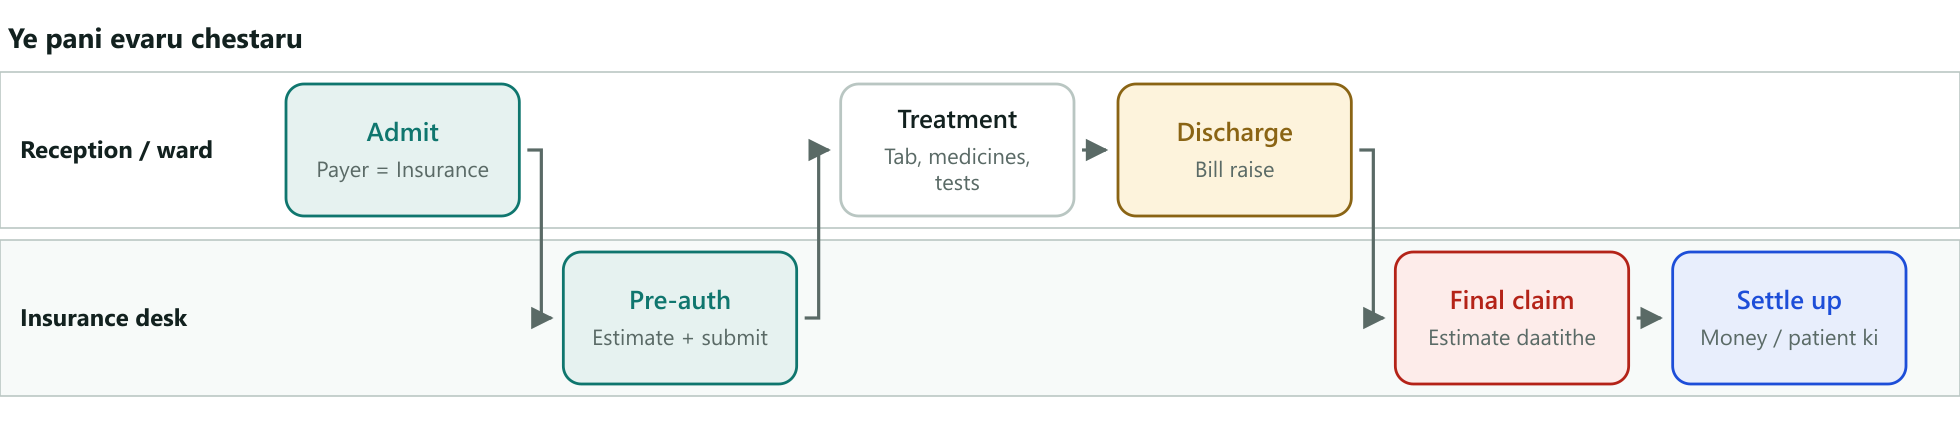 Ye pani evaru chestaru
Reception / ward
Admit
Payer = Insurance
Treatment
Tab, medicines,
tests
Discharge
Bill raise
Insurance desk
Pre-auth
Estimate + submit
Final claim
Estimate daatithe
Settle up
Money / patient ki